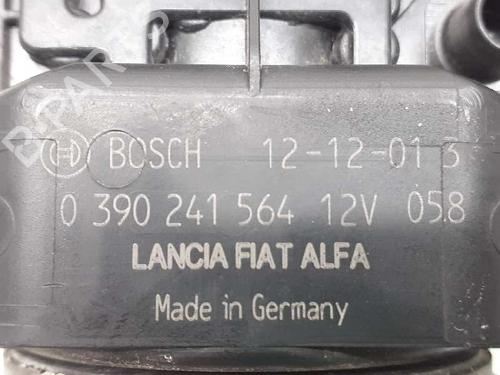 BOSCH 12-12-01 3
0 390 241 564 12V 058
LANCIA FIAT ALFA
Made in Germany